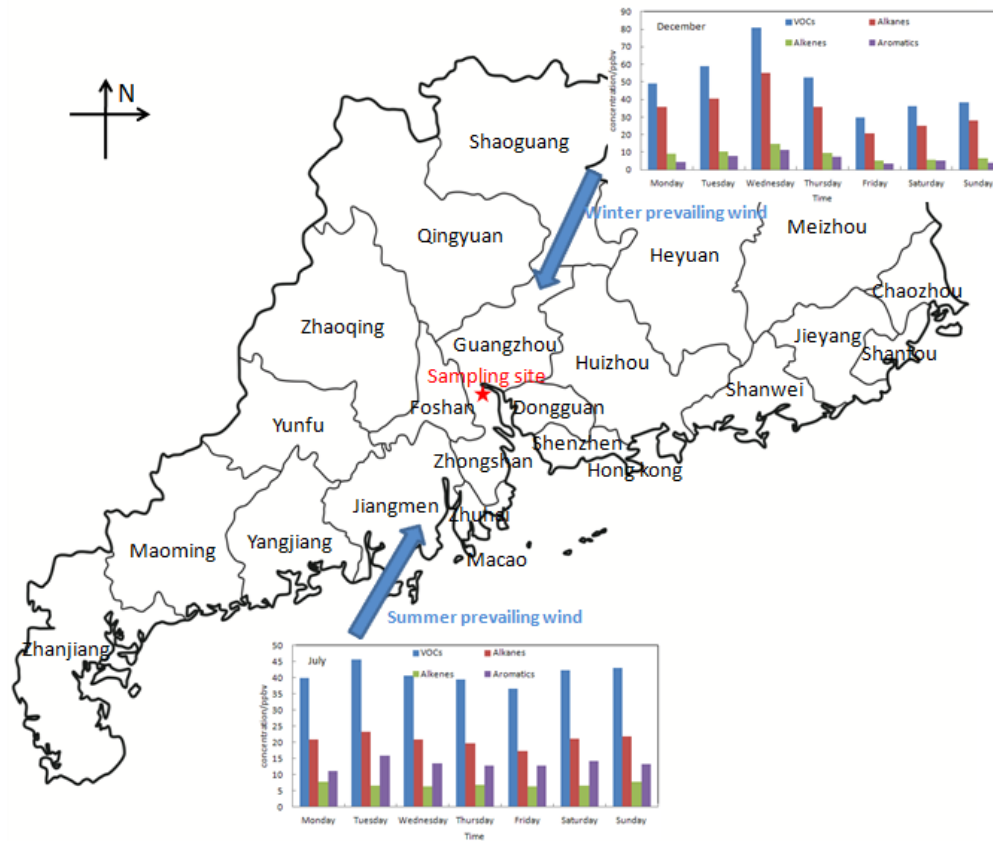 90
80
70
60
50
40
30
20
10
0
concentration/ppbv
December
VOCs
Alkanes
Alkenes
Aromatics
Monday Tuesday Wednesday Thursday Friday Saturday Sunday
Time
N
Shaoguang
Winter prevailing wind
Qingyuan
Meizhou
Heyuan
Chaozhou
Zhaoqing
Jieyang
Guangzhou
Shantou
Huizhou
Sampling site
Shanwei
Foshan
Dongguan
Yunfu
Shenzhen
Zhongshan
Hong kong
Jiangmen
Zhuhai
Yangjiang
Maoming
Macao
Summer prevailing wind
Zhanjiang
50
45
40
35
30
25
20
15
10
5
0
concentration/ppbv
July
VOCs
Alkanes
Alkenes
Aromatics
Monday Tuesday Wednesday Thursday Friday Saturday Sunday
Time